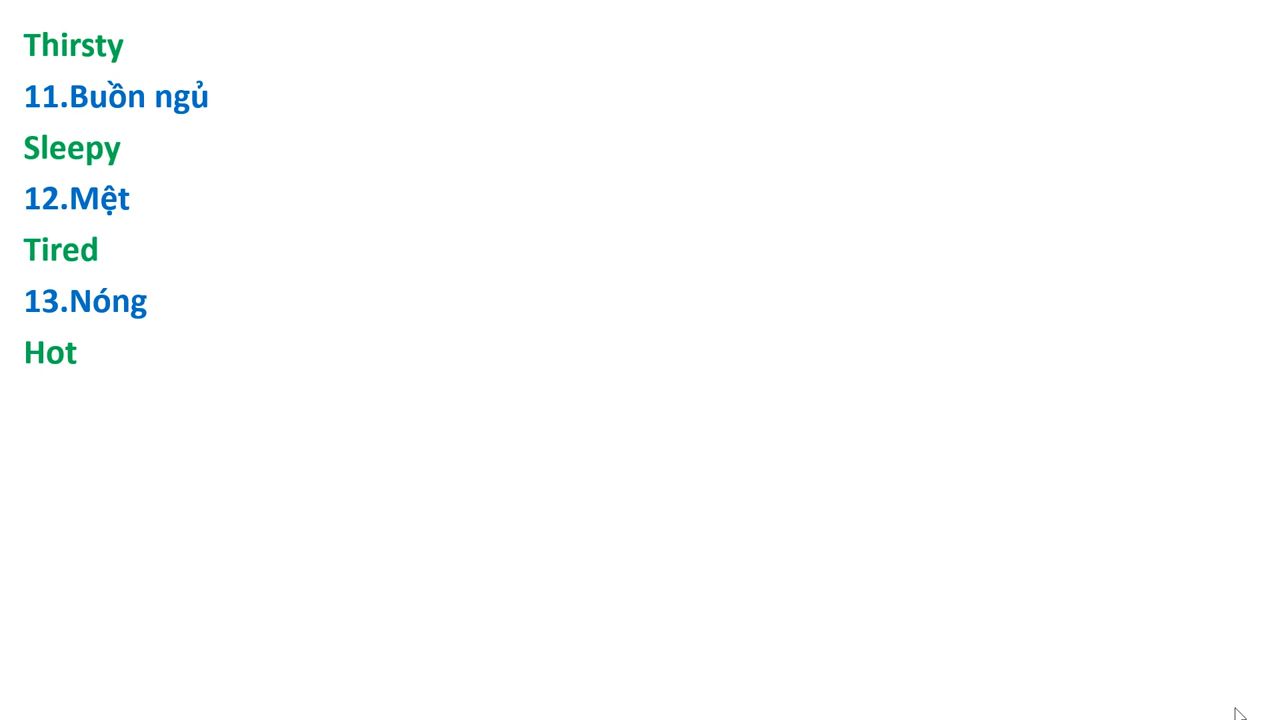 Thirsty
11.Buồn ngủ
Sleepy
12.Mệt
Tired
13.Nóng
Hot